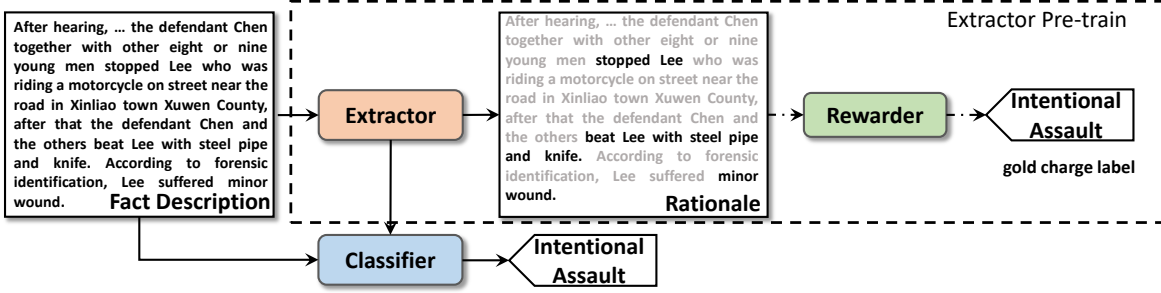 After hearing, ... the defendant Chen
together with other eight or nine
young men stopped Lee who was
riding a motorcycle on street near the
road in Xinliao town Xuwen County,
after that the defendant Chen and
the others beat Lee with steel pipe
and knife. According to forensic
identification, Lee suffered minor
wound. Fact Description
Extractor
After hearing, ... the defendant Chen
together with other eight or nine
young men stopped Lee who was
riding a motorcycle on street near the
road in Xinliao town Xuwen County,
after that the defendant Chen and
the others beat Lee with steel pipe
and knife. According to forensic
identification, Lee suffered minor
wound. Rationale
Extractor Pre-train
Rewarder
Intentional
Assault
gold charge label
Classifier
Intentional
Assault